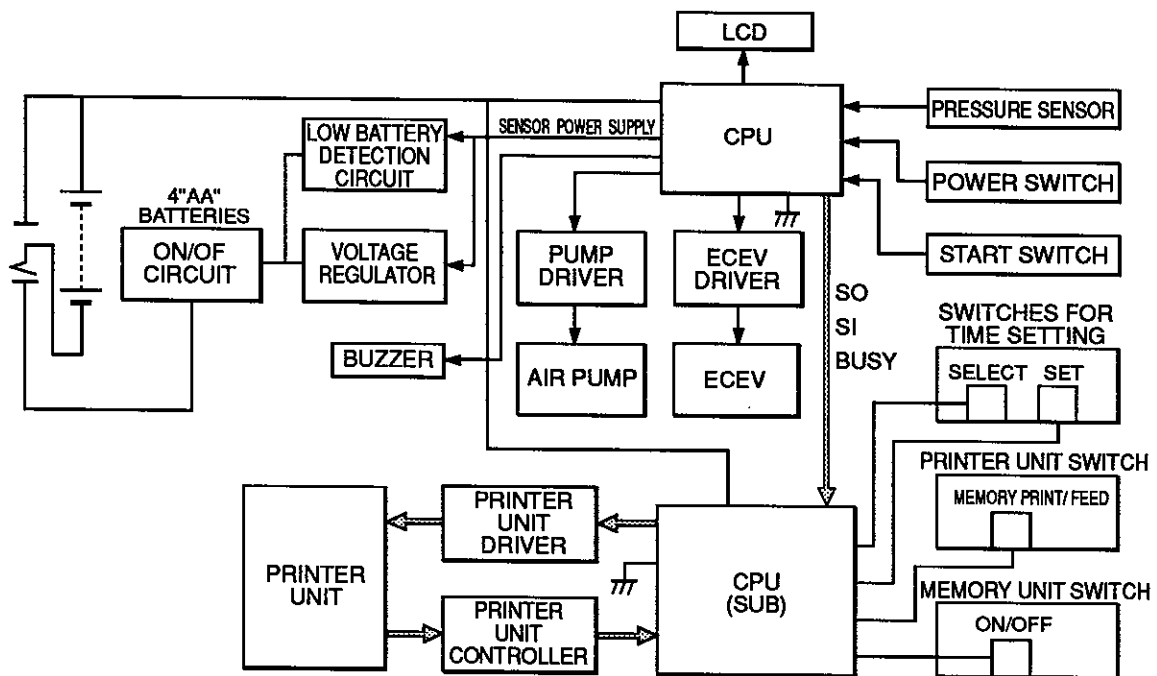 LCD
CPU
PRESSURE SENSOR
POWER SWITCH
START SWITCH
LOW BATTERY
DETECTION
CIRCUIT
SENSOR POWER SUPPLY
4"AA"
BATTERIES
ON/OF
CIRCUIT
VOLTAGE
REGULATOR
PUMP
DRIVER
ECEV
DRIVER
SO
SI
BUSY
BUZZER
AIR PUMP
ECEV
SWITCHES FOR
TIME SETTING
SELECT SET
PRINTER UNIT SWITCH
MEMORY PRINT/ FEED
MEMORY UNIT SWITCH
ON/OFF
PRINTER
UNIT
PRINTER
UNIT
DRIVER
PRINTER
UNIT
CONTROLLER
CPU
(SUB)